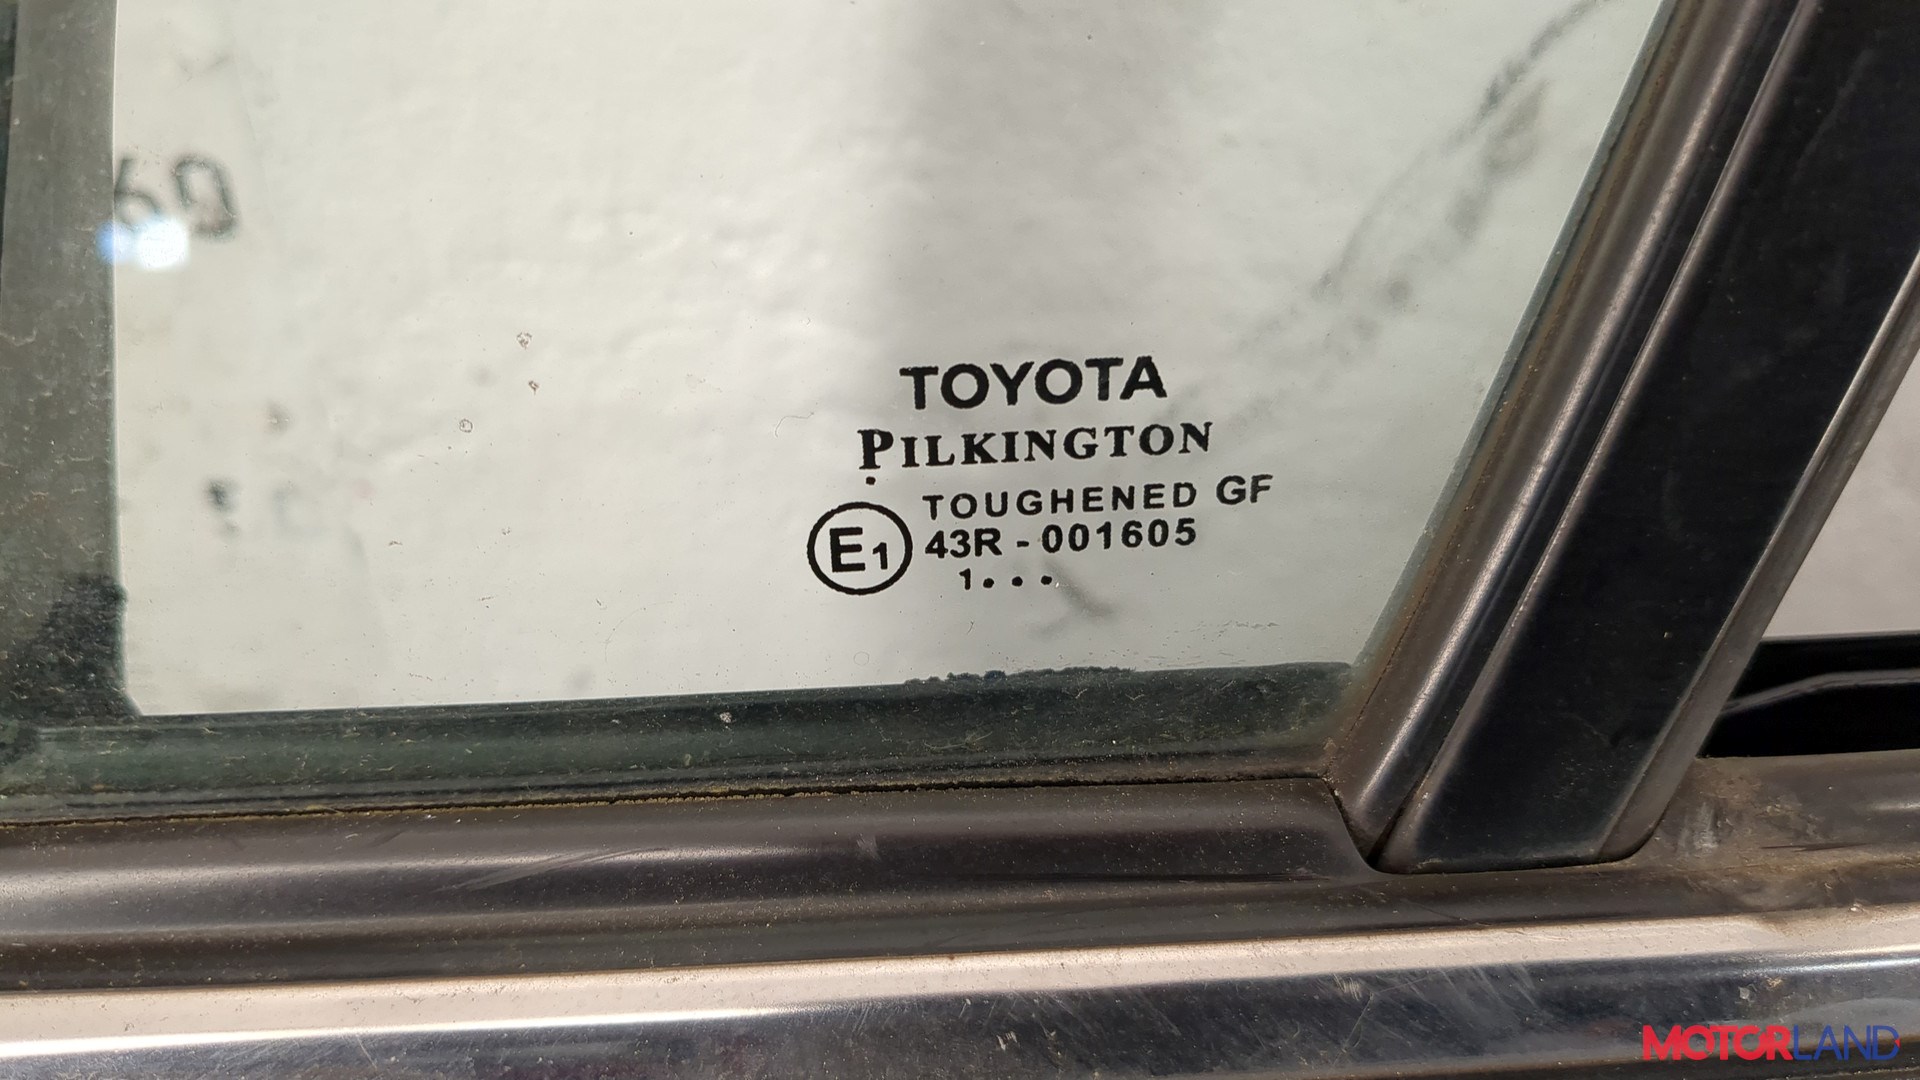 TOYOTA
PILKINGTON
TOUGHENED GF
E1 43R - 001605
1• • •
MOTORLAND